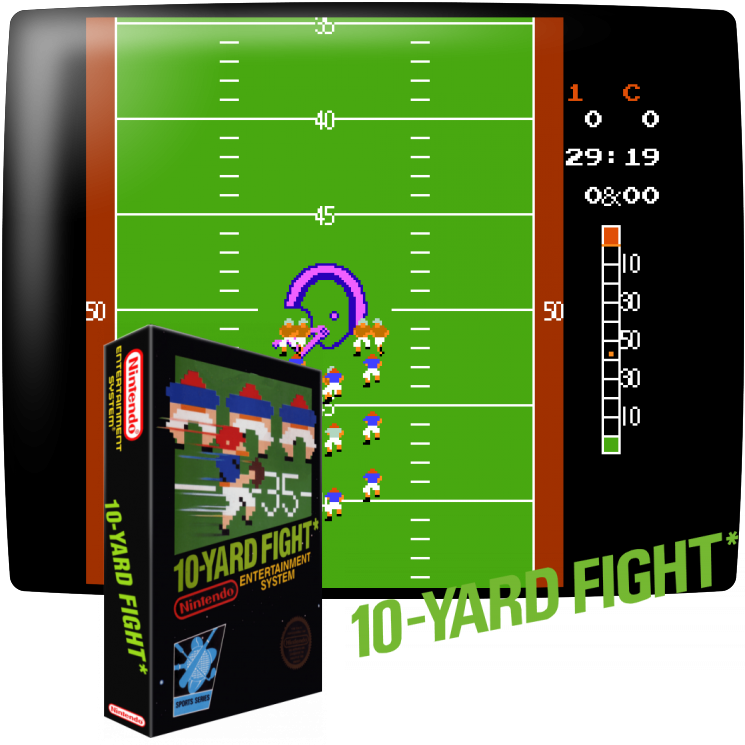 35
40
45
50
50
1 C
0 0
29:19
0&00
10
30
50
30
10
Nintendo®
ENTERTAINMENT
SYSTEM®
10-YARD FIGHT*
Nintendo®
35
10-YARD FIGHT*
ENTERTAINMENT
SYSTEM
Nintendo®
SPORTS SERIES
10-YARD FIGHT*